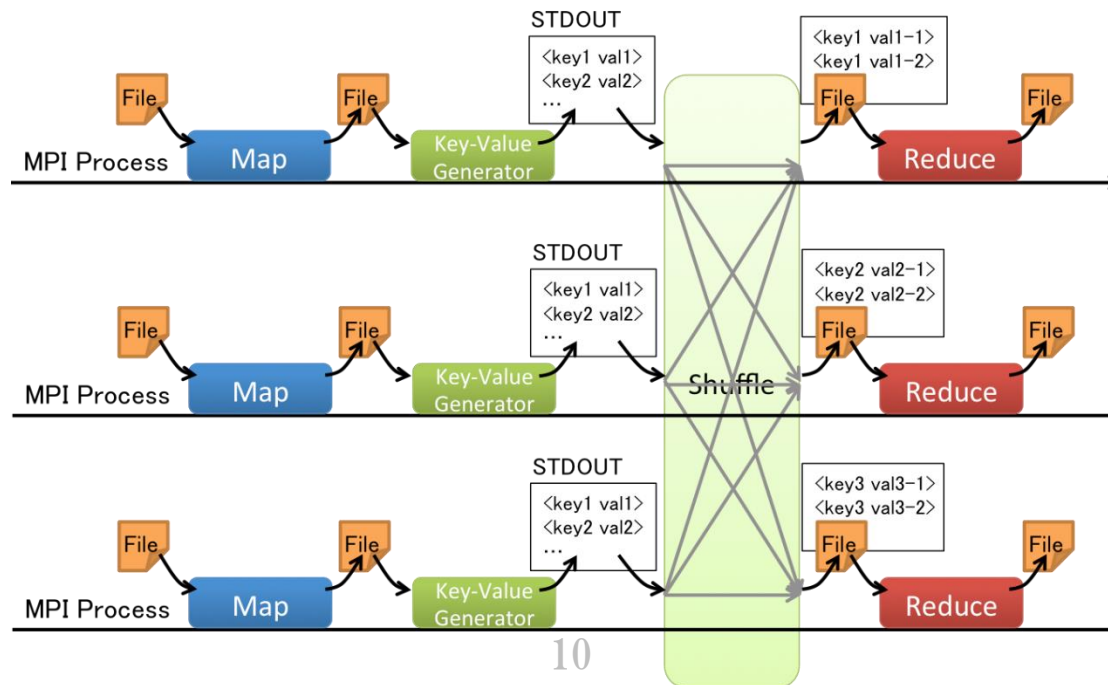 STDOUT
<key1 val1>
<key2 val2>
...
<key1 val1-1>
<key1 val1-2>
File
File
File
File
MPI Process
Map
Key-Value
Generator
Reduce
STDOUT
<key1 val1>
<key2 val2>
...
<key2 val2-1>
<key2 val2-2>
File
File
File
File
MPI Process
Map
Key-Value
Generator
Shuffle
Reduce
STDOUT
<key1 val1>
<key2 val2>
...
<key3 val3-1>
<key3 val3-2>
File
File
File
File
MPI Process
Map
Key-Value
Generator
Reduce
10